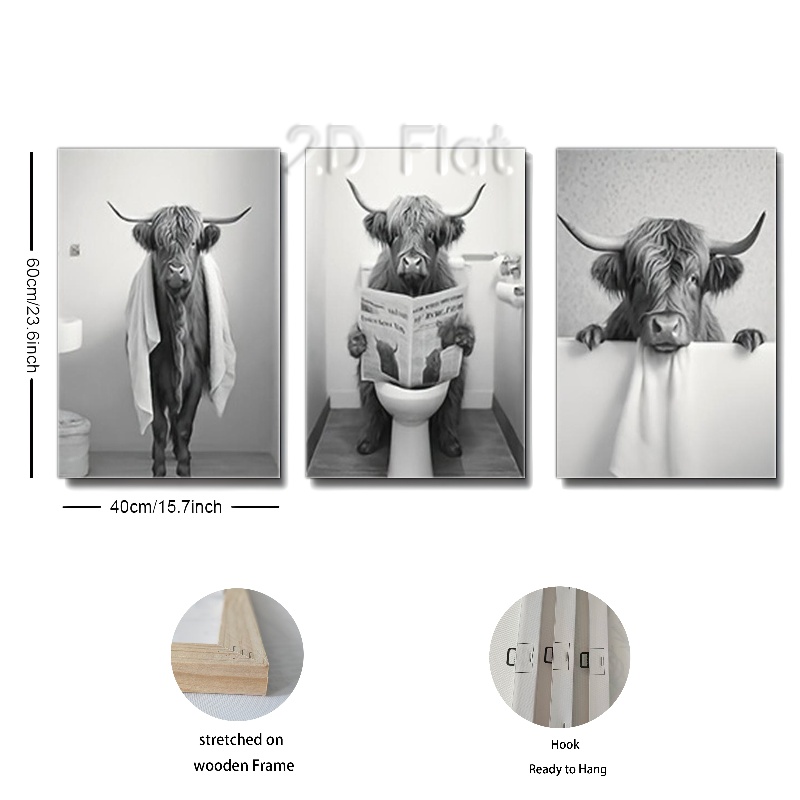 2D Flat
60cm/23.6inch
40cm/15.7inch
stretched on
wooden Frame
Hook
Ready to Hang